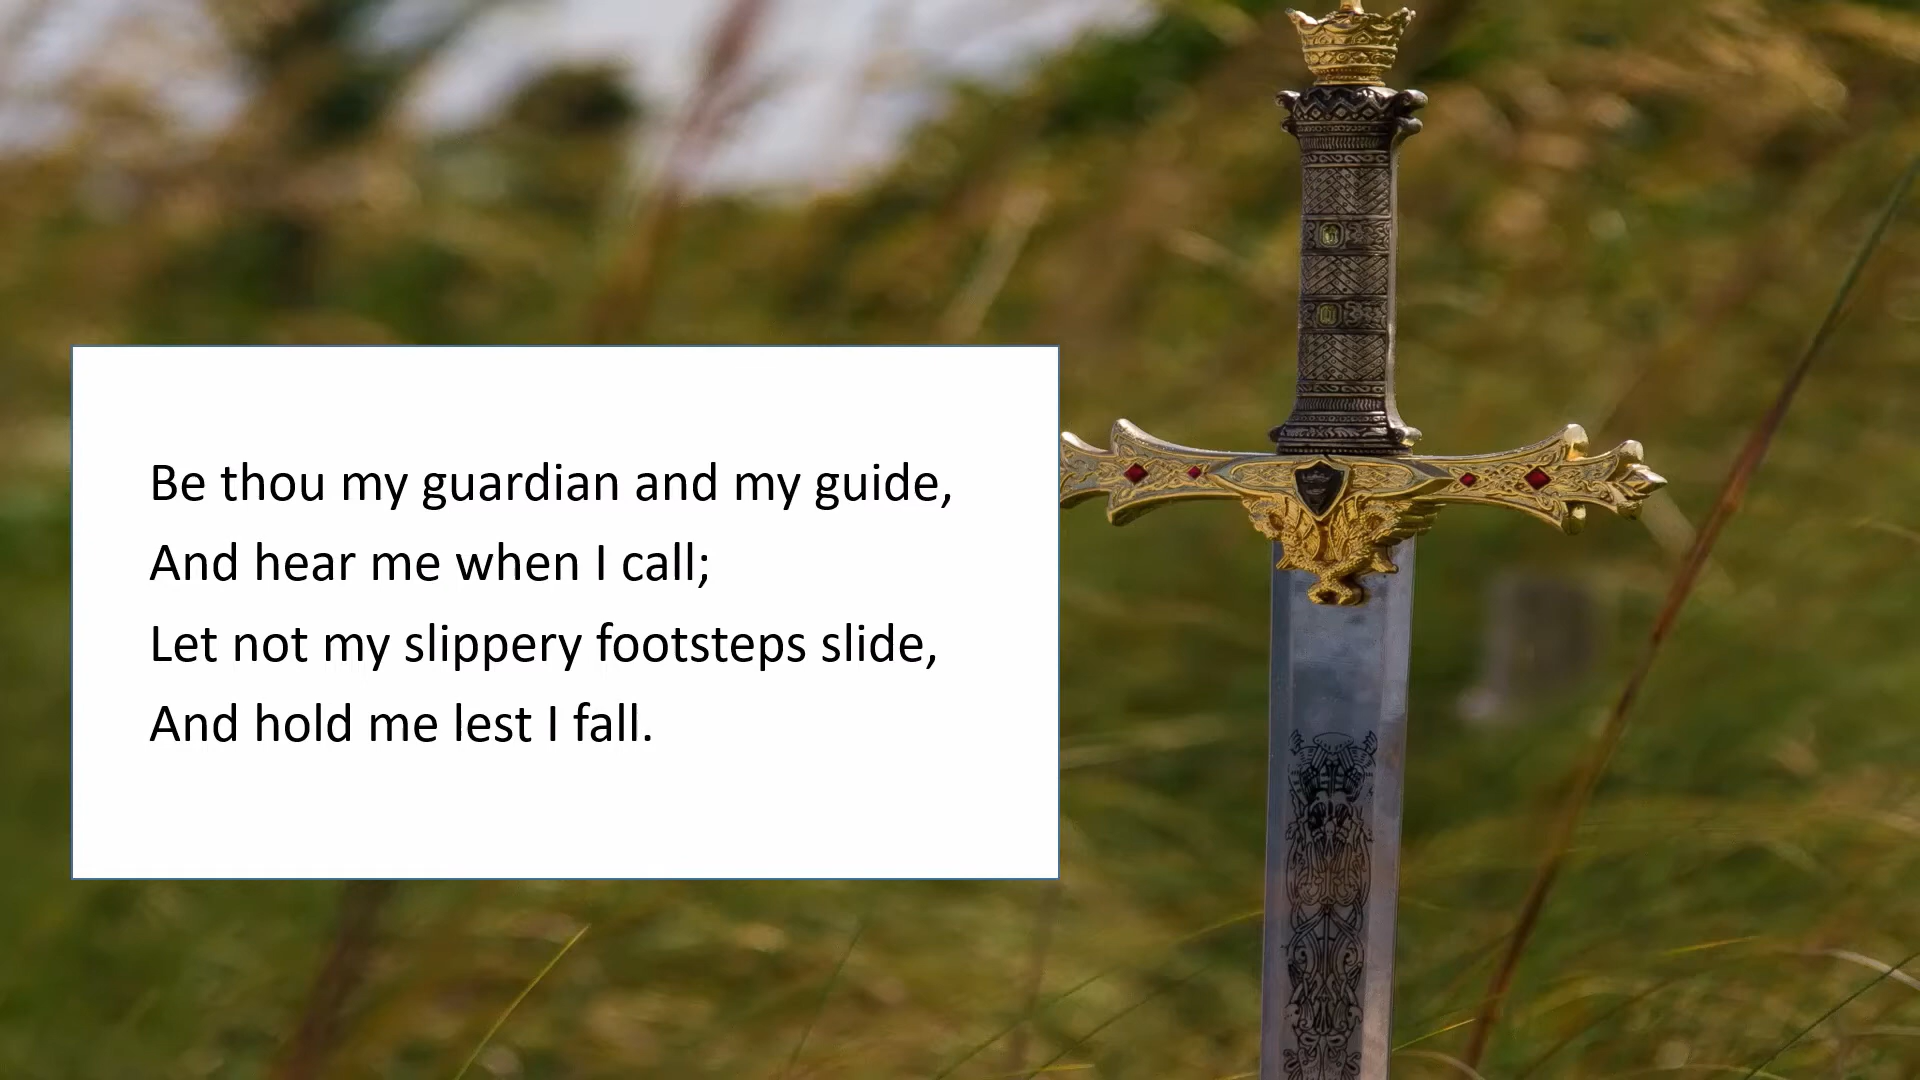 Be thou my guardian and my guide,
And hear me when I call;
Let not my slippery footsteps slide,
And hold me lest I fall.